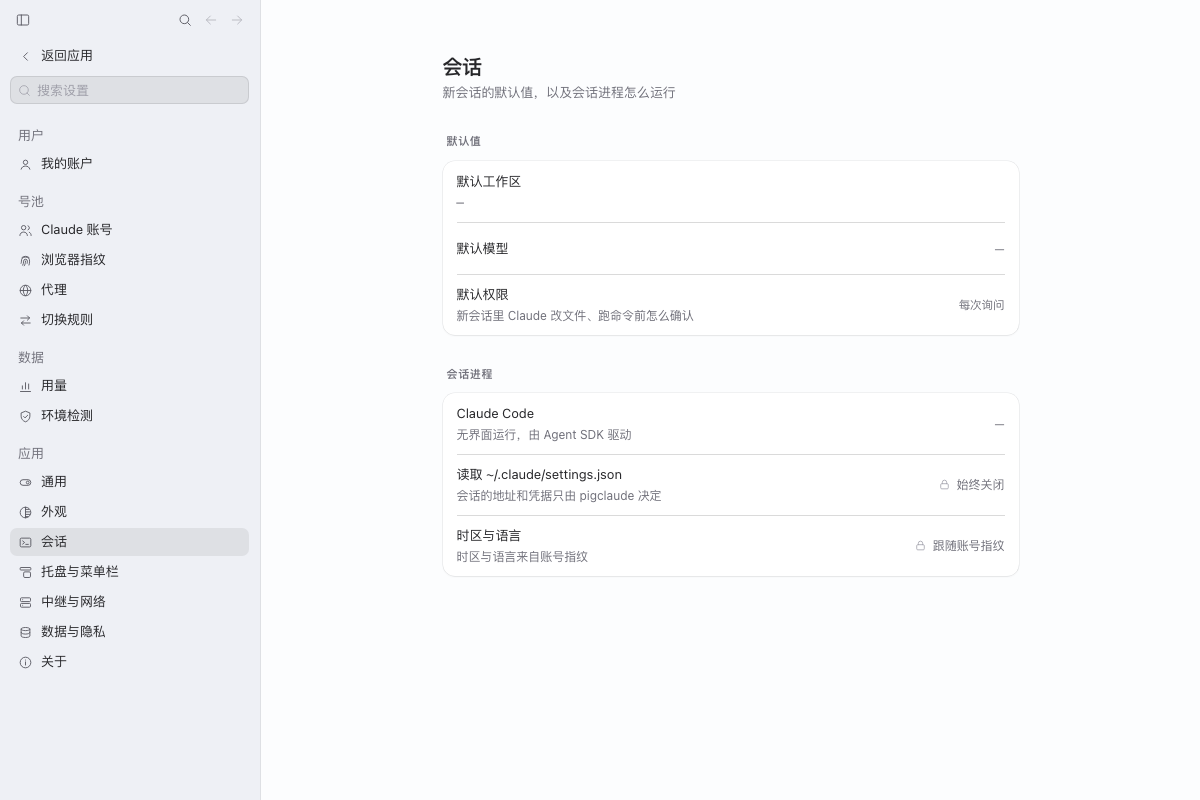 返回应用
搜索设置
用户
我的账户
号池
Claude 账号
浏览器指纹
代理
切换规则
数据
用量
环境检测
应用
通用
外观
会话
托盘与菜单栏
中继与网络
数据与隐私
关于
会话
新会话的默认值，以及会话进程怎么运行
默认值
默认工作区
—
默认模型
—
默认权限
新会话里 Claude 改文件、跑命令前怎么确认
每次询问
会话进程
Claude Code
无界面运行，由 Agent SDK 驱动
—
读取 ~/.claude/settings.json
会话的地址和凭据只由 pigclaude 决定
始终关闭
时区与语言
时区与语言来自账号指纹
跟随账号指纹